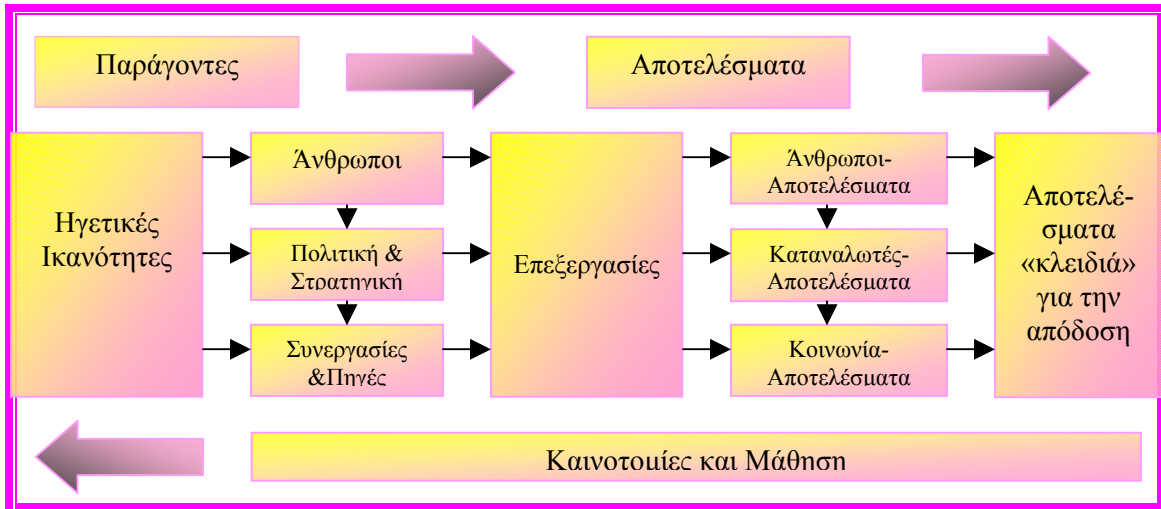 Παράγοντες
Αποτελέσματα
Ηγετικές
Ικανότητες
Άνθρωποι
Πολιτική &
Στρατηγική
Συνεργασίες
&Πηγές
Επεξεργασίες
Άνθρωποι-
Αποτελέσματα
Καταναλωτές-
Αποτελέσματα
Κοινωνία-
Αποτελέσματα
Αποτελέ-
σματα
«κλειδιά»
για την
απόδοση
Καινοτομίες και Μάθηση